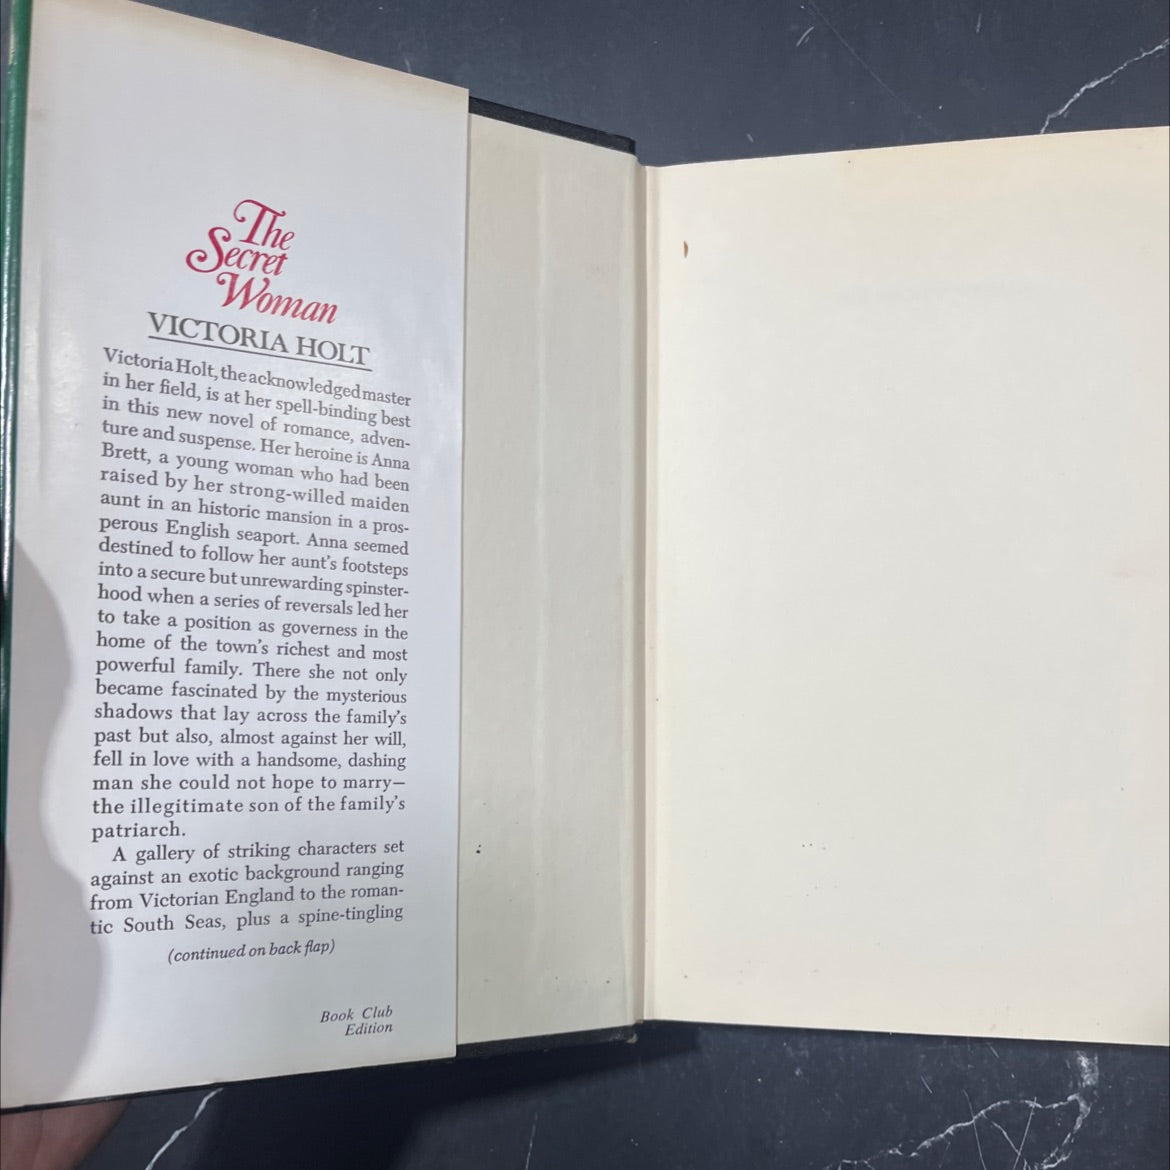 The
Secret
Woman
VICTORIA HOLT
Victoria Holt, the acknowledged master
in her field, is at her spell-binding best
in this new novel of romance, adven-
ture and suspense. Her heroine is Anna
Brett, a young woman who had been
raised by her strong-willed maiden
aunt in an historic mansion in a pros-
perous English seaport. Anna seemed
destined to follow her aunt's footsteps
into a secure but unrewarding spinster-
hood when a series of reversals led her
to take a position as governess in the
home of the town's richest and most
powerful family. There she not only
became fascinated by the mysterious
shadows that lay across the family's
past but also, almost against her will,
fell in love with a handsome, dashing
man she could not hope to marry—
the illegitimate son of the family's
patriarch.
A gallery of striking characters set
against an exotic background ranging
from Victorian England to the roman-
tic South Seas, plus a spine-tingling
(continued on back flap)
Book Club
Edition